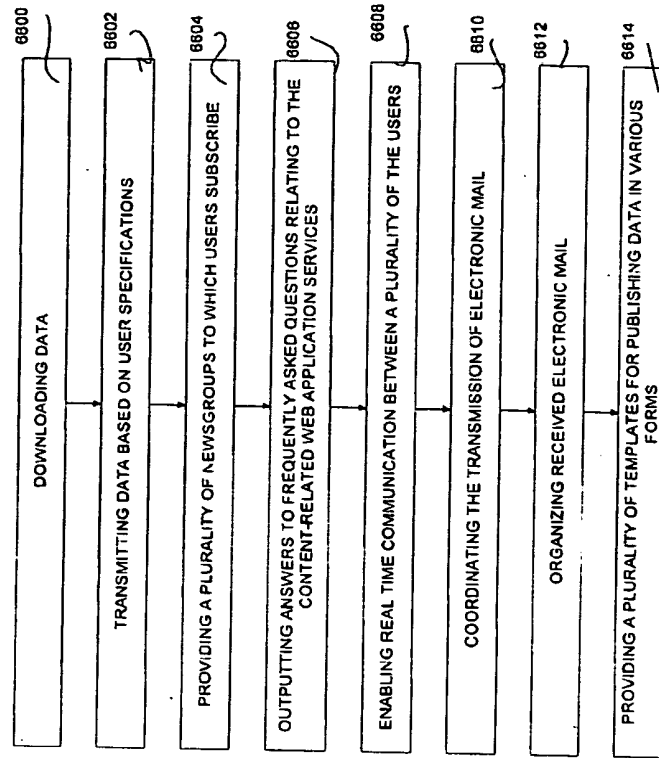 6600
DOWNLOADING DATA
6602
TRANSMITTING DATA BASED ON USER SPECIFICATIONS
6604
PROVIDING A PLURALITY OF NEWSGROUPS TO WHICH USERS SUBSCRIBE
6606
OUTPUTTING ANSWERS TO FREQUENTLY ASKED QUESTIONS RELATING TO THE
CONTENT-RELATED WEB APPLICATION SERVICES
6608
ENABLING REAL TIME COMMUNICATION BETWEEN A PLURALITY OF THE USERS
6610
COORDINATING THE TRANSMISSION OF ELECTRONIC MAIL
6612
ORGANIZING RECEIVED ELECTRONIC MAIL
6614
PROVIDING A PLURALITY OF TEMPLATES FOR PUBLISHING DATA IN VARIOUS
FORMS